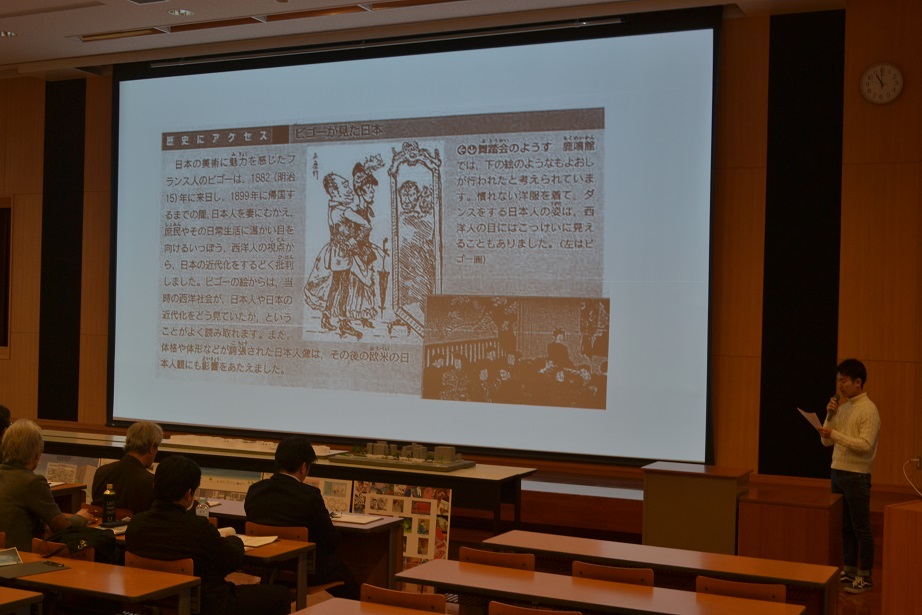 歴史にアクセス
ビゴーが見た日本
日本の美術に魅力を感じたフ
ランス人のビゴーは、1882(明治
15)年に来日し、1899年に帰国す
るまでの間、日本人を妻にむかえ、
庶民やその日常生活に温かい目を
向けるいっぽう、西洋人の視点か
ら、日本の近代化をするどく批判
しました。ビゴーの絵からは、当
時の西洋社会が、日本人や日本の
近代化をどう見ていたか、という
ことがよく読み取れます。また、
体格や体形などが誇張された日本人像は、その後の欧米の日
本人観にも影響をあたえました。
舞踏会のようす 鹿鳴館
では、下の絵のようなもよおし
が行われたと考えられていま
す。慣れない洋服を着て、ダ
ンスをする日本人の姿は、西
洋人の目にはこっけいに見え
ることもありました。(左はビ
ゴー画)